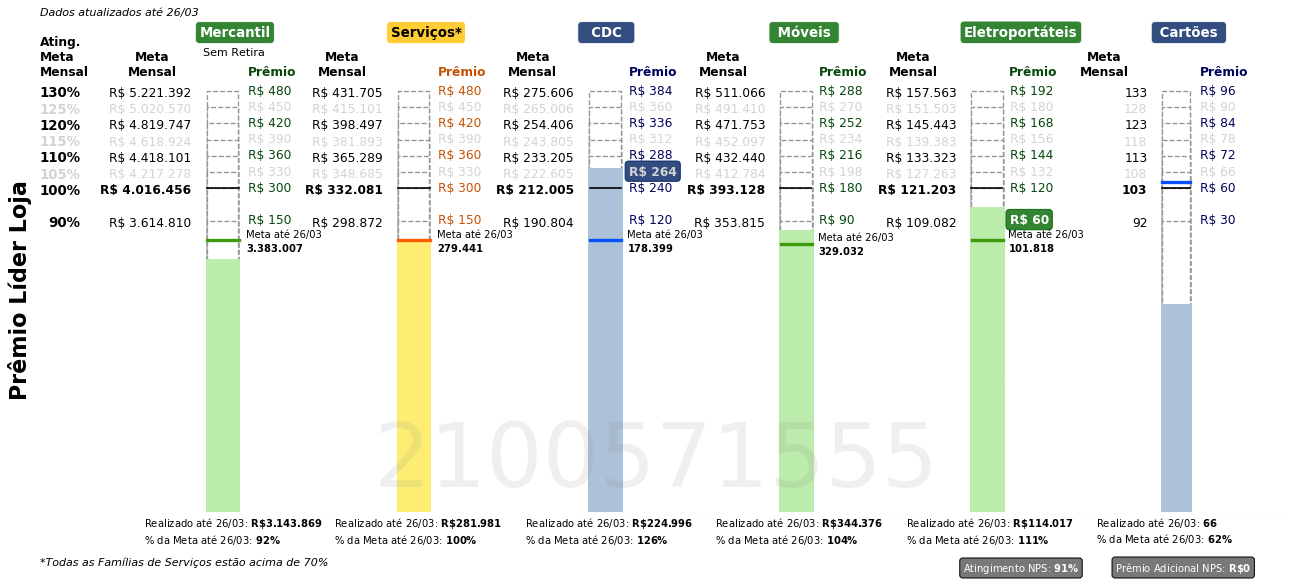 Dados atualizados até 26/03
Mercantil Serviços* CDC Móveis Eletroportáteis Cartões
Sem Retira
Ating. Meta Mensal Meta Mensal Prêmio Meta Mensal Prêmio Meta Mensal Prêmio Meta Mensal Prêmio Meta Mensal Prêmio Meta Mensal Prêmio
130% R$ 5.221.392 R$ 480 R$ 431.705 R$ 480 R$ 275.606 R$ 384 R$ 511.066 R$ 288 R$ 157.563 R$ 192 133 R$ 96
125% R$ 5.020.570 R$ 450 R$ 415.101 R$ 450 R$ 265.006 R$ 360 R$ 491.410 R$ 270 R$ 151.503 R$ 180 128 R$ 90
120% R$ 4.819.747 R$ 420 R$ 398.497 R$ 420 R$ 254.406 R$ 336 R$ 471.753 R$ 252 R$ 145.443 R$ 168 123 R$ 84
115% R$ 4.618.924 R$ 390 R$ 381.893 R$ 390 R$ 243.805 R$ 312 R$ 452.097 R$ 234 R$ 139.383 R$ 156 118 R$ 78
110% R$ 4.418.101 R$ 360 R$ 365.289 R$ 360 R$ 233.205 R$ 288 R$ 432.440 R$ 216 R$ 133.323 R$ 144 113 R$ 72
105% R$ 4.217.278 R$ 330 R$ 348.685 R$ 330 R$ 222.605 R$ 264 R$ 412.784 R$ 198 R$ 127.263 R$ 132 108 R$ 66
100% R$ 4.016.456 R$ 300 R$ 332.081 R$ 300 R$ 212.005 R$ 240 R$ 393.128 R$ 180 R$ 121.203 R$ 120 103 R$ 60
90% R$ 3.614.810 R$ 150 R$ 298.872 R$ 150 R$ 190.804 R$ 120 R$ 353.815 R$ 90 R$ 109.082 R$ 60 92 R$ 30
Meta até 26/03 Meta até 26/03 Meta até 26/03 Meta até 26/03 Meta até 26/03
3.383.007 279.441 178.399 329.032 101.818
Prêmio Líder Loja
2100571555
Realizado até 26/03: R$3.143.869 Realizado até 26/03: R$281.981 Realizado até 26/03: R$224.996 Realizado até 26/03: R$344.376 Realizado até 26/03: R$114.017 Realizado até 26/03: 66
% da Meta até 26/03: 92% % da Meta até 26/03: 100% % da Meta até 26/03: 126% % da Meta até 26/03: 104% % da Meta até 26/03: 111% % da Meta até 26/03: 62%
*Todas as Famílias de Serviços estão acima de 70%
Atingimento NPS: 91% Prêmio Adicional NPS: R$0